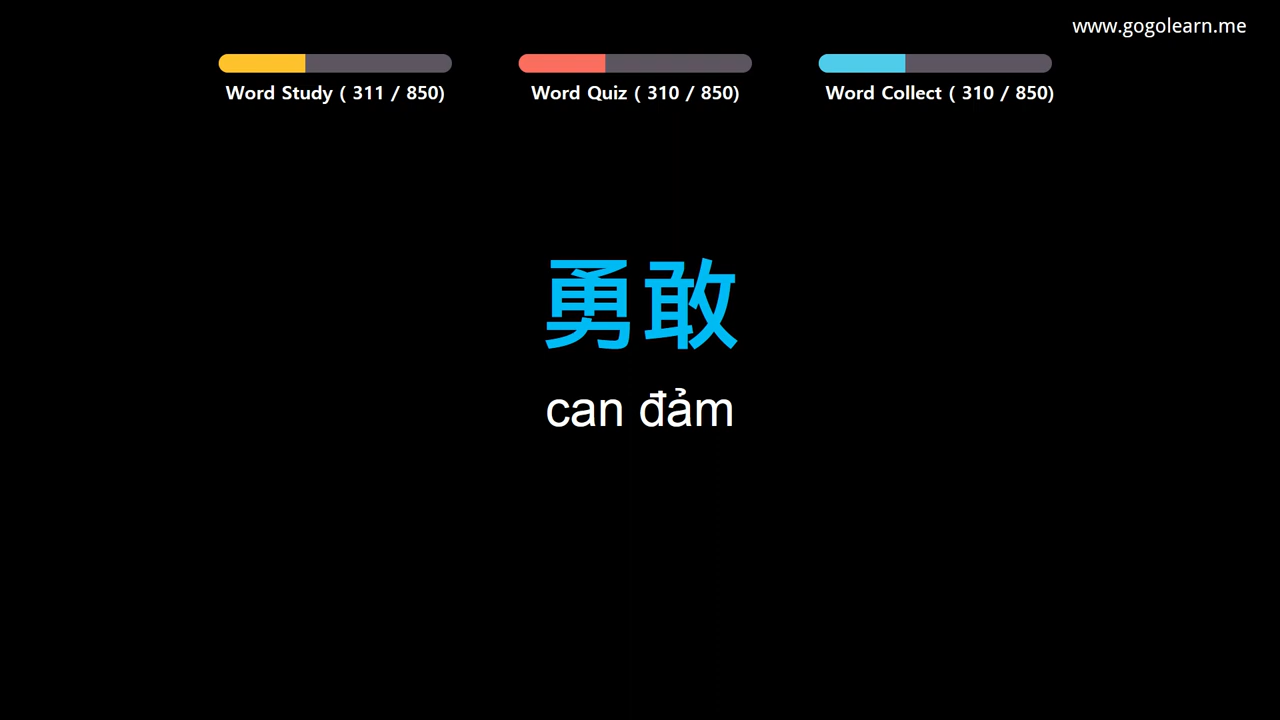 www.gogolearn.me
Word Study ( 311 / 850)
Word Quiz ( 310 / 850)
Word Collect ( 310 / 850)
勇敢
can đảm